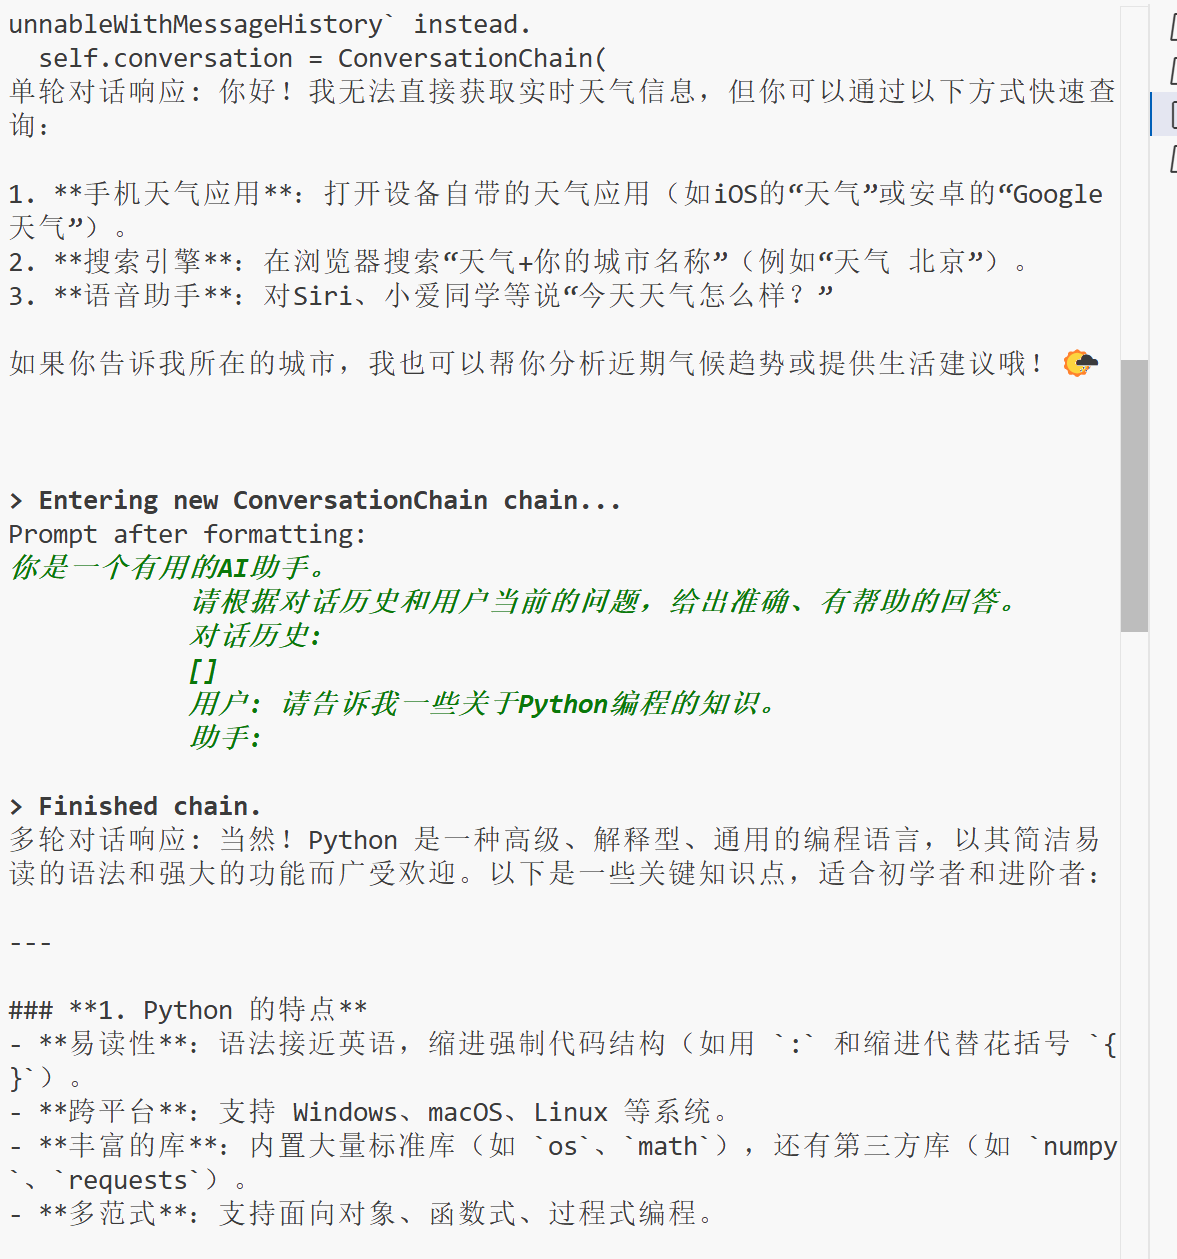 unnableWithMessageHistory` instead.
self.conversation = ConversationChain(
单轮对话响应: 你好！我无法直接获取实时天气信息，但你可以通过以下方式快速查
询：
1. **手机天气应用**：打开设备自带的天气应用（如iOS的“天气”或安卓的“Google
天气”）。
2. **搜索引擎**：在浏览器搜索“天气+你的城市名称”（例如“天气 北京”）。
3. **语音助手**：对Siri、小爱同学等说“今天天气怎么样？”
如果你告诉我所在的城市，我也可以帮你分析近期气候趋势或提供生活建议哦！🌤️
> Entering new ConversationChain chain...
Prompt after formatting:
你是一个有用的AI助手。
请根据对话历史和用户当前的问题，给出准确、有帮助的回答。
对话历史:
[]
用户: 请告诉我一些关于Python编程的知识。
助手:
> Finished chain.
多轮对话响应: 当然！Python 是一种高级、解释型、通用的编程语言，以其简洁易
读的语法和强大的功能而广受欢迎。以下是一些关键知识点，适合初学者和进阶者：
---
### **1. Python 的特点**
- **易读性**：语法接近英语，缩进强制代码结构（如用 `:` 和缩进代替花括号 `{
}`）。
- **跨平台**：支持 Windows、macOS、Linux 等系统。
- **丰富的库**：内置大量标准库（如 `os`、`math`），还有第三方库（如 `numpy
`、`requests`）。
- **多范式**：支持面向对象、函数式、过程式编程。